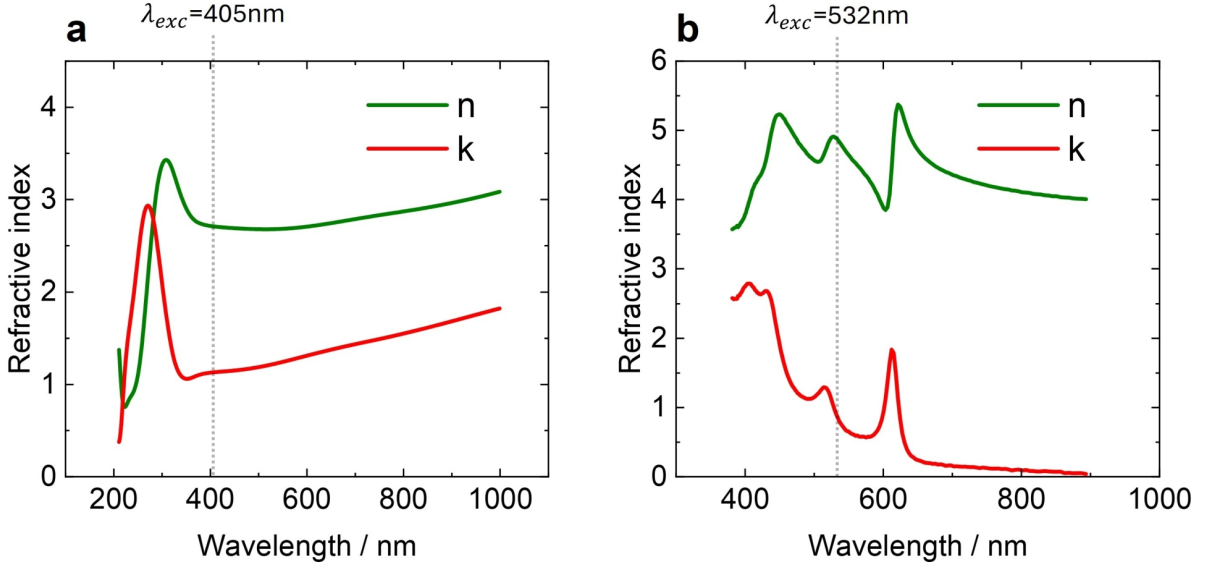 λexc=405nm
a
n
k
4
3
2
1
0
200
400
600
800
1000
Refractive index
Wavelength / nm
λexc=532nm
b
n
k
6
5
4
3
2
1
0
400
600
800
1000
Refractive index
Wavelength / nm